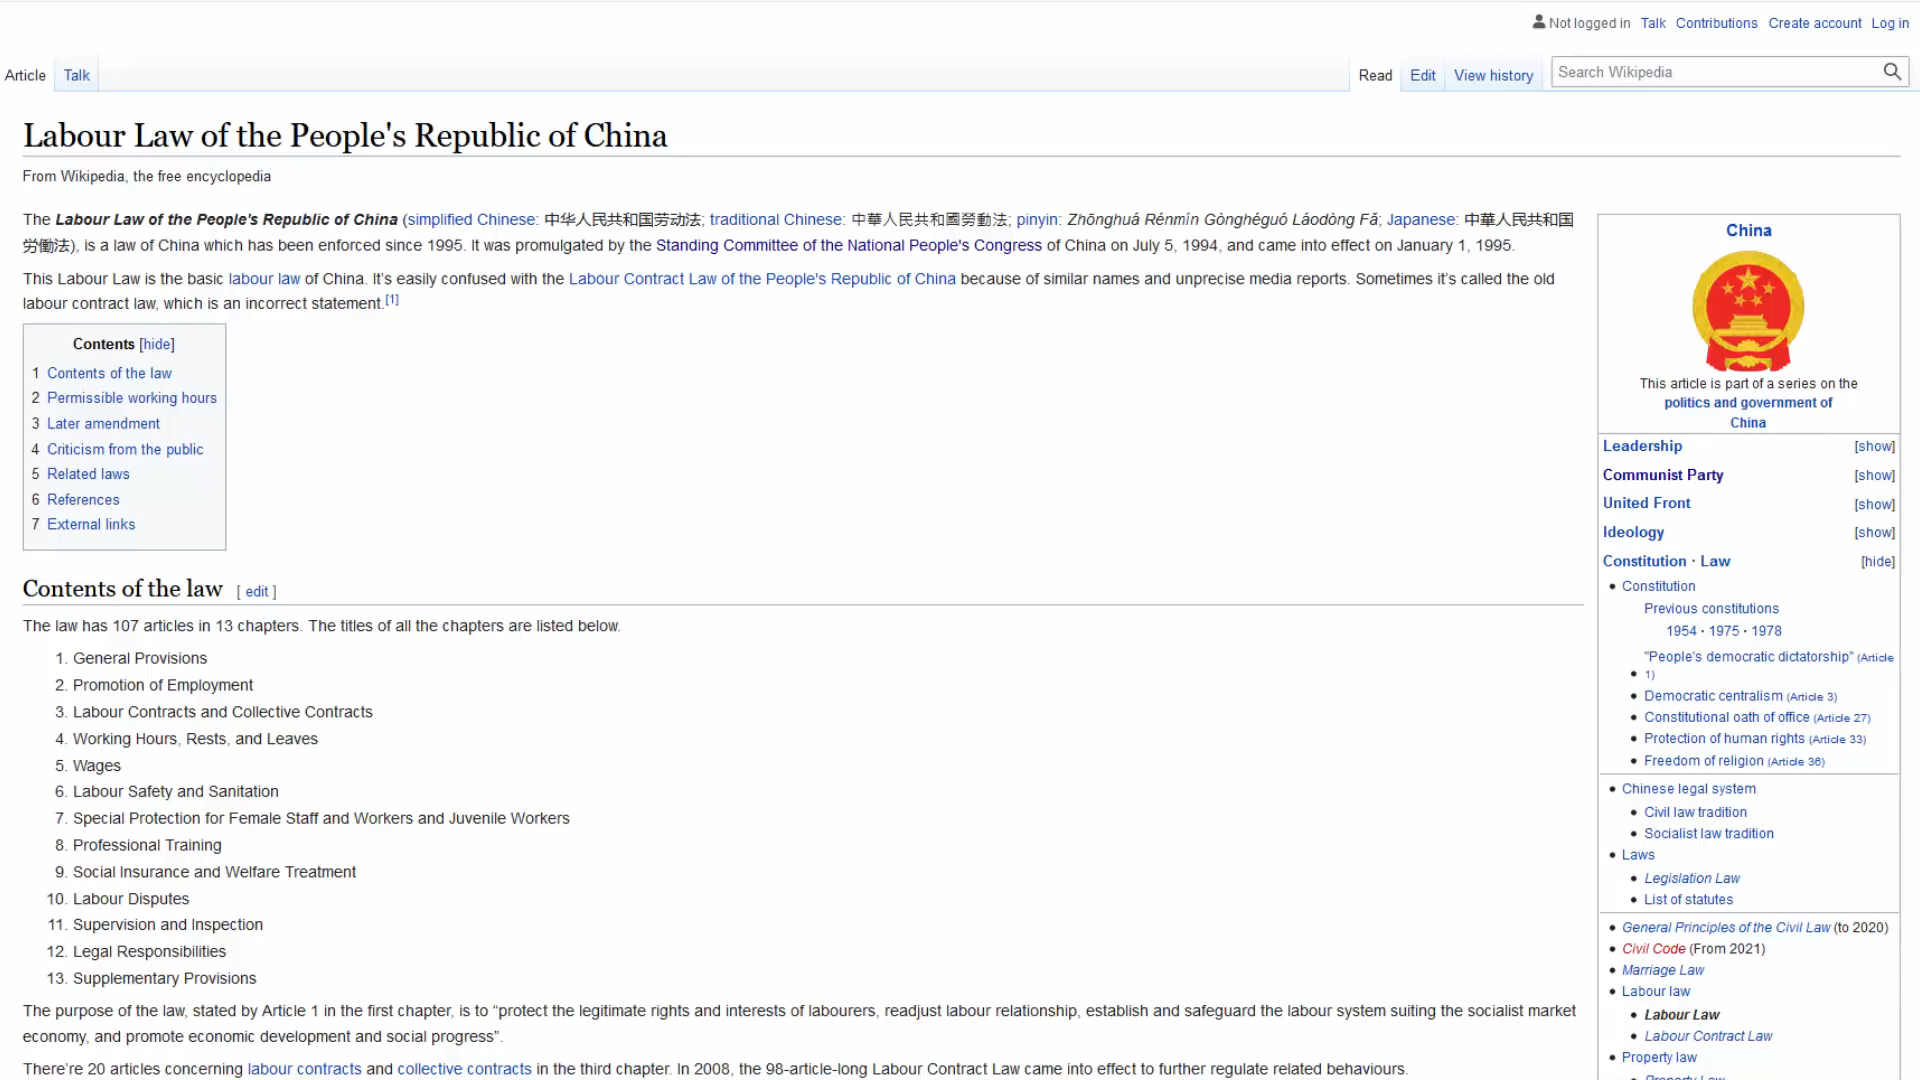 Not logged in Talk Contributions Create account Log in
Article Talk Read Edit View history Search Wikipedia
Labour Law of the People's Republic of China
From Wikipedia, the free encyclopedia
The Labour Law of the People's Republic of China (simplified Chinese: 中华人民共和国劳动法; traditional Chinese: 中華人民共和國勞動法; pinyin: Zhōnghuá Rénmín Gònghéguó Láodòng Fǎ; Japanese: 中華人民共和国
労働法), is a law of China which has been enforced since 1995. It was promulgated by the Standing Committee of the National People's Congress of China on July 5, 1994, and came into effect on January 1, 1995.
This Labour Law is the basic labour law of China. It's easily confused with the Labour Contract Law of the People's Republic of China because of similar names and unprecise media reports. Sometimes it's called the old
labour contract law, which is an incorrect statement.[1]
Contents [hide]
1 Contents of the law
2 Permissible working hours
3 Later amendment
4 Criticism from the public
5 Related laws
6 References
7 External links
Contents of the law [ edit ]
The law has 107 articles in 13 chapters. The titles of all the chapters are listed below.
1. General Provisions
2. Promotion of Employment
3. Labour Contracts and Collective Contracts
4. Working Hours, Rests, and Leaves
5. Wages
6. Labour Safety and Sanitation
7. Special Protection for Female Staff and Workers and Juvenile Workers
8. Professional Training
9. Social Insurance and Welfare Treatment
10. Labour Disputes
11. Supervision and Inspection
12. Legal Responsibilities
13. Supplementary Provisions
The purpose of the law, stated by Article 1 in the first chapter, is to “protect the legitimate rights and interests of labourers, readjust labour relationship, establish and safeguard the labour system suiting the socialist market
economy, and promote economic development and social progress”.
There're 20 articles concerning labour contracts and collective contracts in the third chapter. In 2008, the 98-article-long Labour Contract Law came into effect to further regulate related behaviours.
China
This article is part of a series on the
politics and government of
China
Leadership [show]
Communist Party [show]
United Front [show]
Ideology [show]
Constitution · Law [hide]
• Constitution
Previous constitutions
1954 · 1975 · 1978
"People's democratic dictatorship" (Article
• 1)
• Democratic centralism (Article 3)
• Constitutional oath of office (Article 27)
• Protection of human rights (Article 33)
• Freedom of religion (Article 36)
• Chinese legal system
• Civil law tradition
• Socialist law tradition
• Laws
• Legislation Law
• List of statutes
• General Principles of the Civil Law (to 2020)
• Civil Code (From 2021)
• Marriage Law
• Labour law
• Labour Law
• Labour Contract Law
• Property law
• Property Law